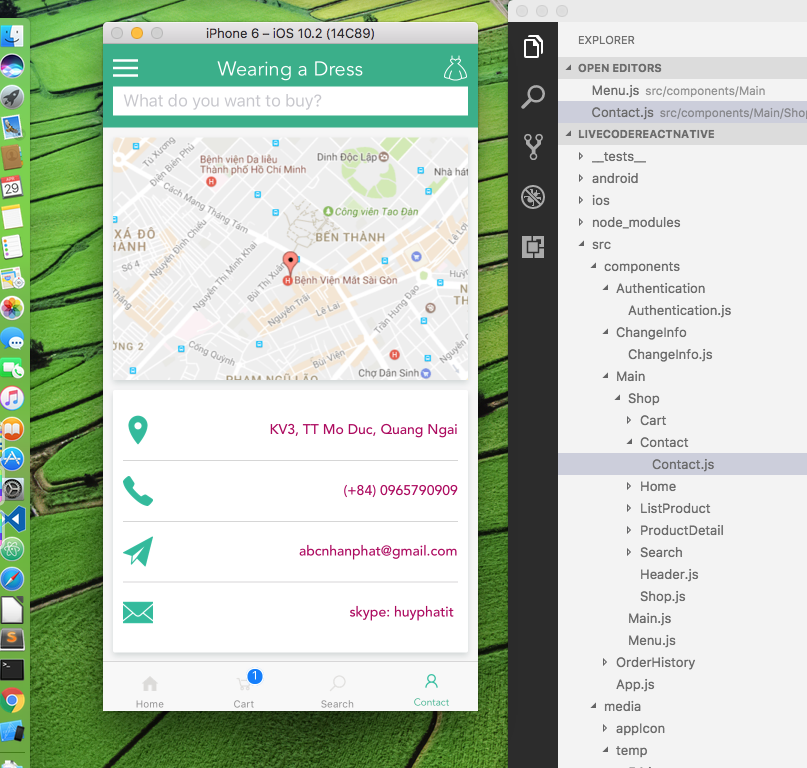 APR
29
iPhone 6 – iOS 10.2 (14C89)
Wearing a Dress
What do you want to buy?
Tú Xương
Điện Biên Phủ
Bệnh viện Da liễu
Thành phố Hồ Chí Minh
Dinh Độc Lập
Nhà hát
Cách Mạng Tháng Tám
Công viên Tao Đàn
XÃ ĐÔ
THÀNH
BẾN THÀNH
Lê Lợi
Nguyễn Đình Chiểu
Số 4
Nguyễn Thị Minh Khai
Bùi Thị Xuân
Bệnh Viện Mắt Sài Gòn
Nguyễn Trãi
Lê Lai
Trần Hưng Đạo
Cống Quỳnh
Nguyễn
PHẠM NGŨ LÃO
Chợ Dân Sinh
KV3, TT Mo Duc, Quang Ngai
(+84) 0965790909
abcnhanphat@gmail.com
skype: huyphatit
1
Home
Cart
Search
Contact
EXPLORER
OPEN EDITORS
Menu.js src/components/Main
Contact.js src/components/Main/Shop
LIVECODEREACTNATIVE
__tests__
android
ios
node_modules
src
components
Authentication
Authentication.js
ChangeInfo
ChangeInfo.js
Main
Shop
Cart
Contact
Contact.js
Home
ListProduct
ProductDetail
Search
Header.js
Shop.js
Main.js
Menu.js
OrderHistory
App.js
media
appIcon
temp